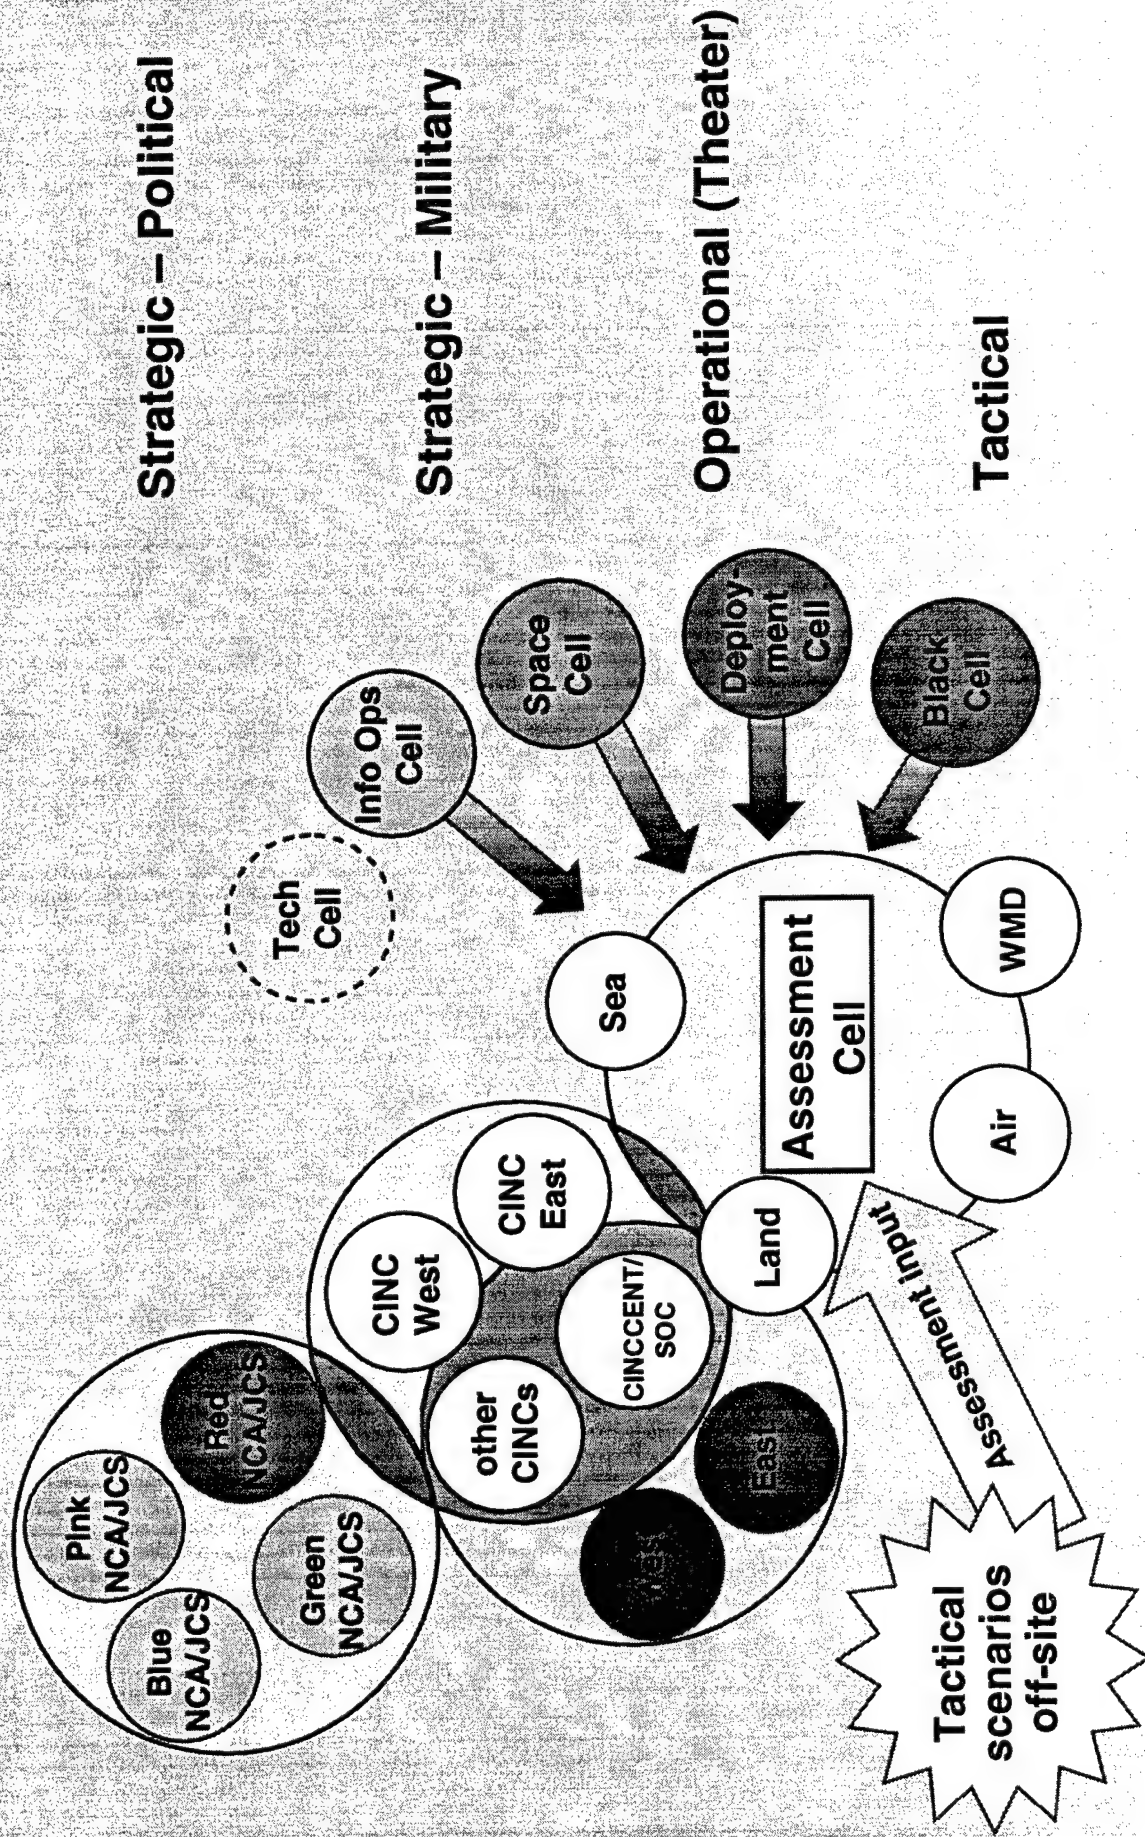 Strategic – Political
Strategic – Military
Operational (Theater)
Tactical
Pink
NCA/JCS
Blue
NCA/JCS
Red
NCA/JCS
Green
NCA/JCS
Tech
Cell
Info Ops
Cell
Space
Cell
Deploy-
ment
Cell
Black
Cell
CINC
West
CINC
East
other
CINCs
CINCCENT/
SOC
East
Sea
Land
Air
WMD
Assessment
Cell
Assessment Input
Tactical
scenarios
off-site